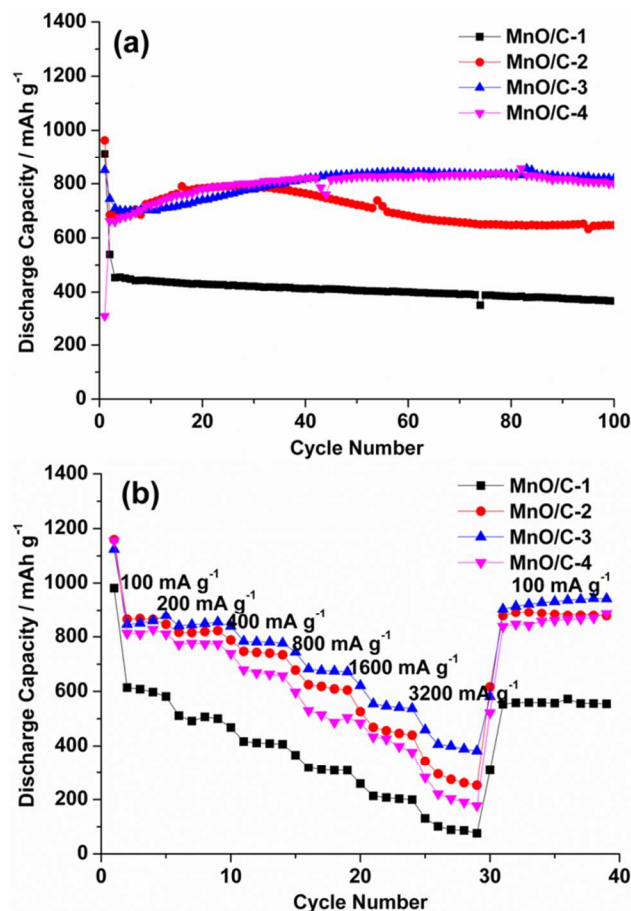 (a)
MnO/C-1
MnO/C-2
MnO/C-3
MnO/C-4
Discharge Capacity / mAh g⁻¹
1400
1200
1000
800
600
400
200
0
0 20 40 60 80 100
Cycle Number
(b)
MnO/C-1
MnO/C-2
MnO/C-3
MnO/C-4
Discharge Capacity / mAh g⁻¹
1400
1200
1000
800
600
400
200
0
100 mA g⁻¹
200 mA g⁻¹
400 mA g⁻¹
800 mA g⁻¹
1600 mA g⁻¹
3200 mA g⁻¹
100 mA g⁻¹
0 10 20 30 40
Cycle Number